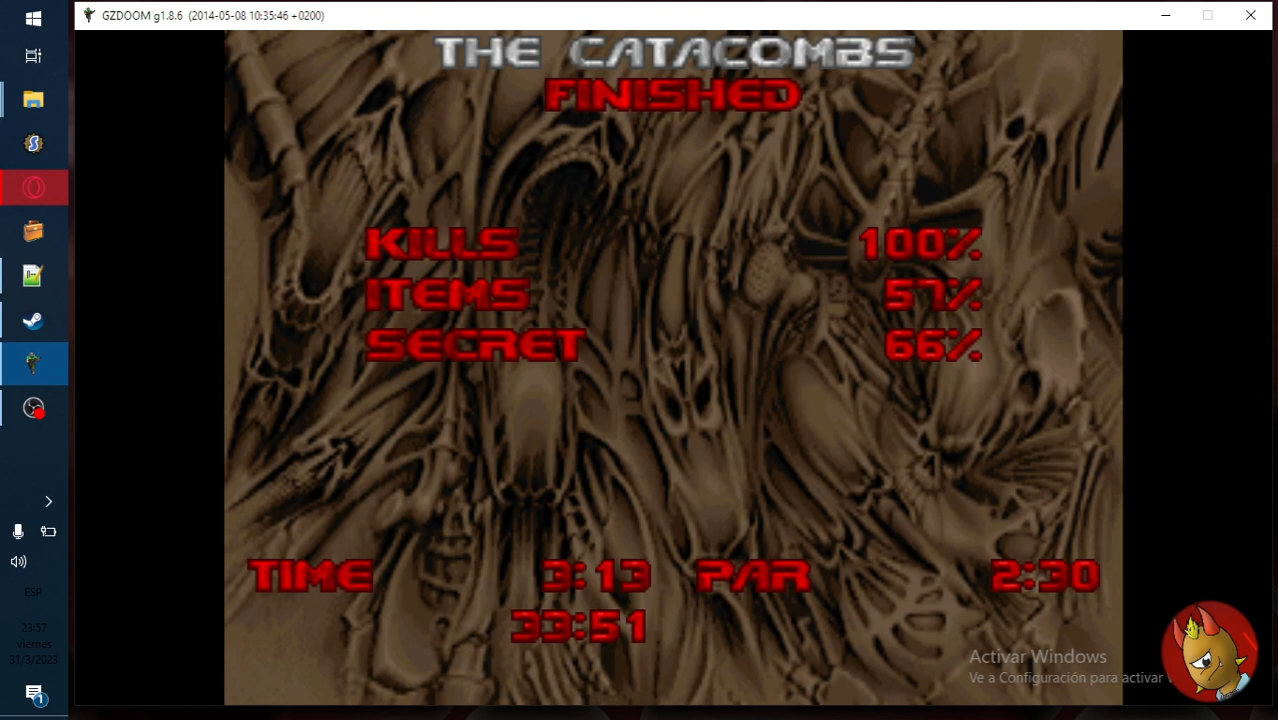 GZDOOM g1.8.6 (2014-05-08 10:35:46 +0200)
THE CATACOMBS
FINISHED
KILLS 100%
ITEMS 57%
SECRET 66%
TIME 3:13 PAR 2:30
33:51
ESP
23:57
viernes
31/3/2023
1
Activar Windows
Ve a Configuración para activar